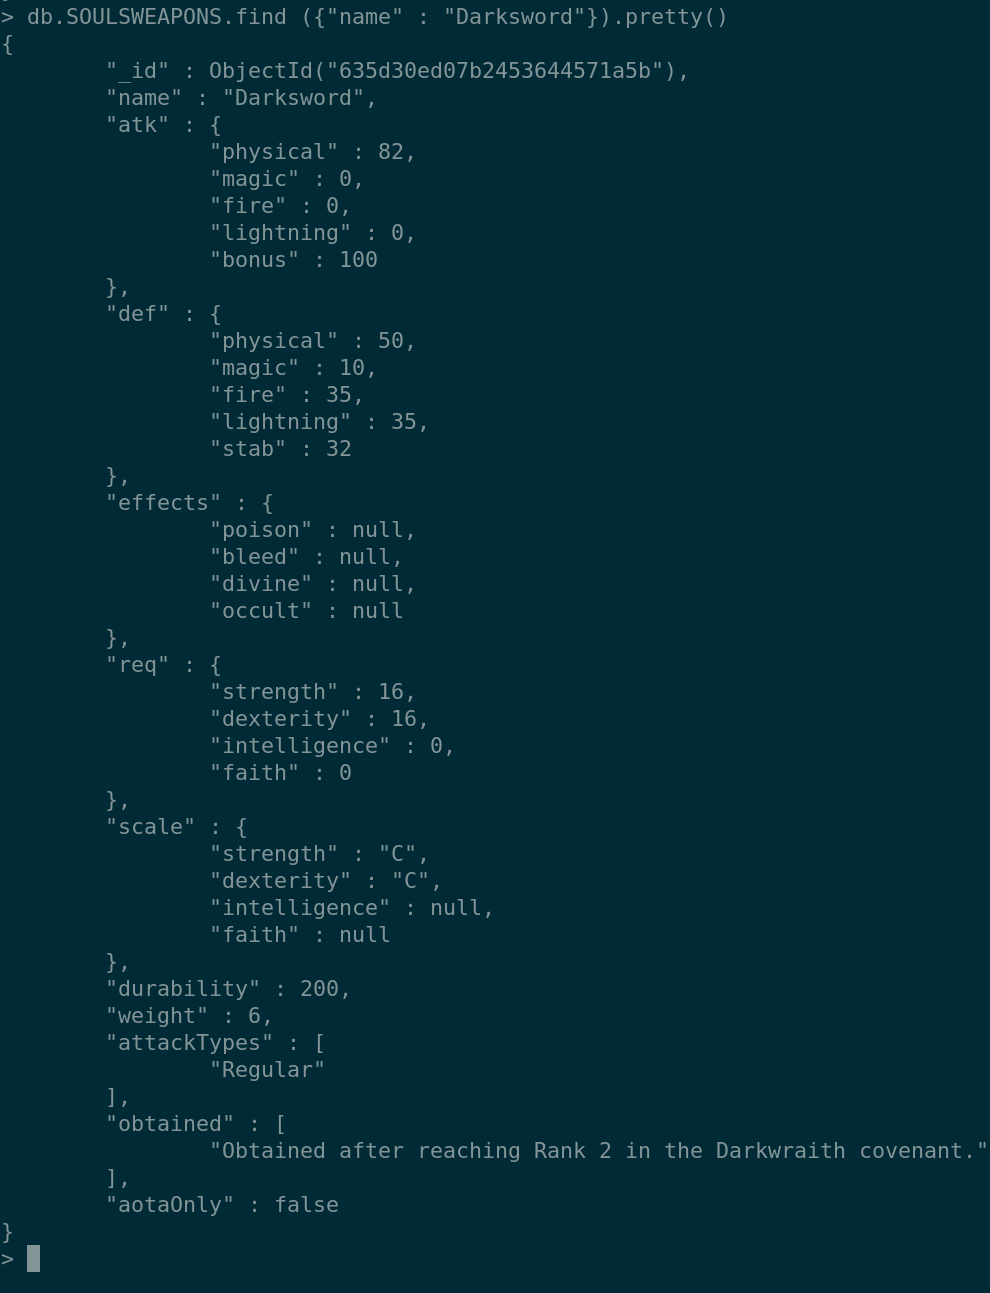 > db.SOULSWEAPONS.find ({"name" : "Darksword"}).pretty()
{
        "_id" : ObjectId("635d30ed07b2453644571a5b"),
        "name" : "Darksword",
        "atk" : {
                "physical" : 82,
                "magic" : 0,
                "fire" : 0,
                "lightning" : 0,
                "bonus" : 100
        },
        "def" : {
                "physical" : 50,
                "magic" : 10,
                "fire" : 35,
                "lightning" : 35,
                "stab" : 32
        },
        "effects" : {
                "poison" : null,
                "bleed" : null,
                "divine" : null,
                "occult" : null
        },
        "req" : {
                "strength" : 16,
                "dexterity" : 16,
                "intelligence" : 0,
                "faith" : 0
        },
        "scale" : {
                "strength" : "C",
                "dexterity" : "C",
                "intelligence" : null,
                "faith" : null
        },
        "durability" : 200,
        "weight" : 6,
        "attackTypes" : [
                "Regular"
        ],
        "obtained" : [
                "Obtained after reaching Rank 2 in the Darkwraith covenant."
        ],
        "aotaOnly" : false
}
>